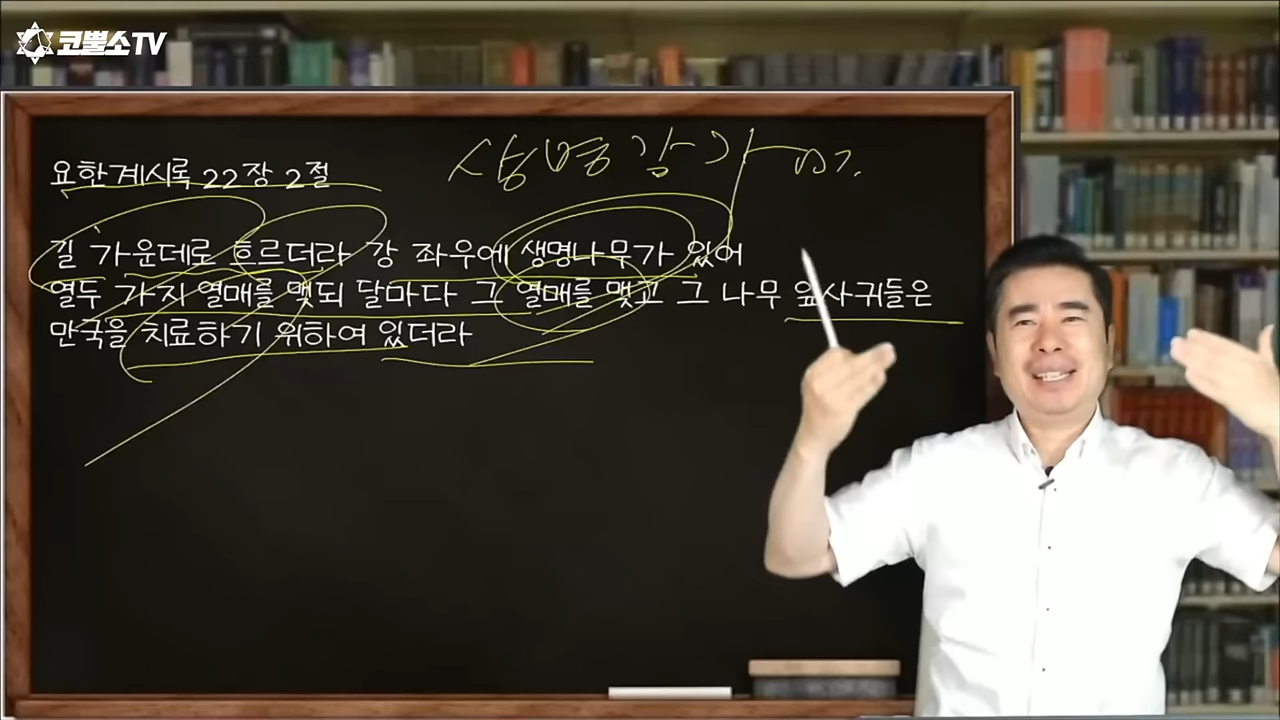 코뿔소TV
생명강가
요한계시록 22장 2절
길 가운데로 흐르더라 강 좌우에 생명나무가 있어
열두 가지 열매를 맺되 달마다 그 열매를 맺고 그 나무 잎사귀들은
만국을 치료하기 위하여 있더라